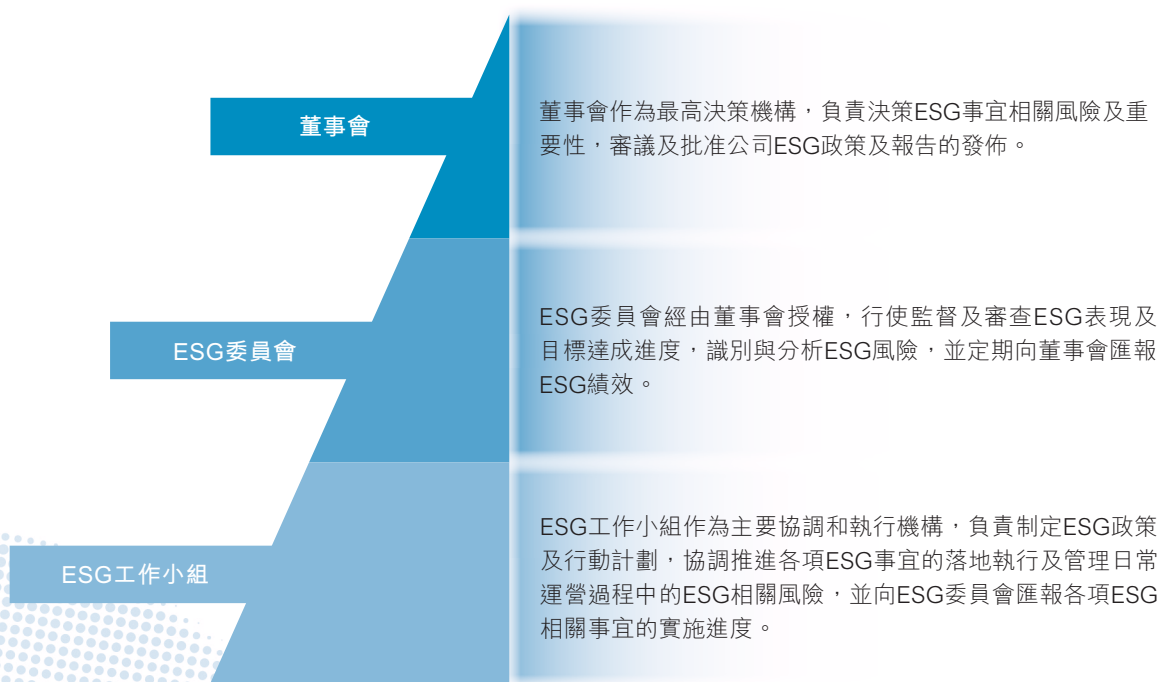 董事會
董事會作為最高決策機構，負責決策ESG事宜相關風險及重
要性，審議及批准公司ESG政策及報告的發佈。
ESG委員會
ESG委員會經由董事會授權，行使監督及審查ESG表現及
目標達成進度，識別與分析ESG風險，並定期向董事會匯報
ESG績效。
ESG工作小組
ESG工作小組作為主要協調和執行機構，負責制定ESG政策
及行動計劃，協調推進各項ESG事宜的落地執行及管理日常
運營過程中的ESG相關風險，並向ESG委員會匯報各項ESG
相關事宜的實施進度。